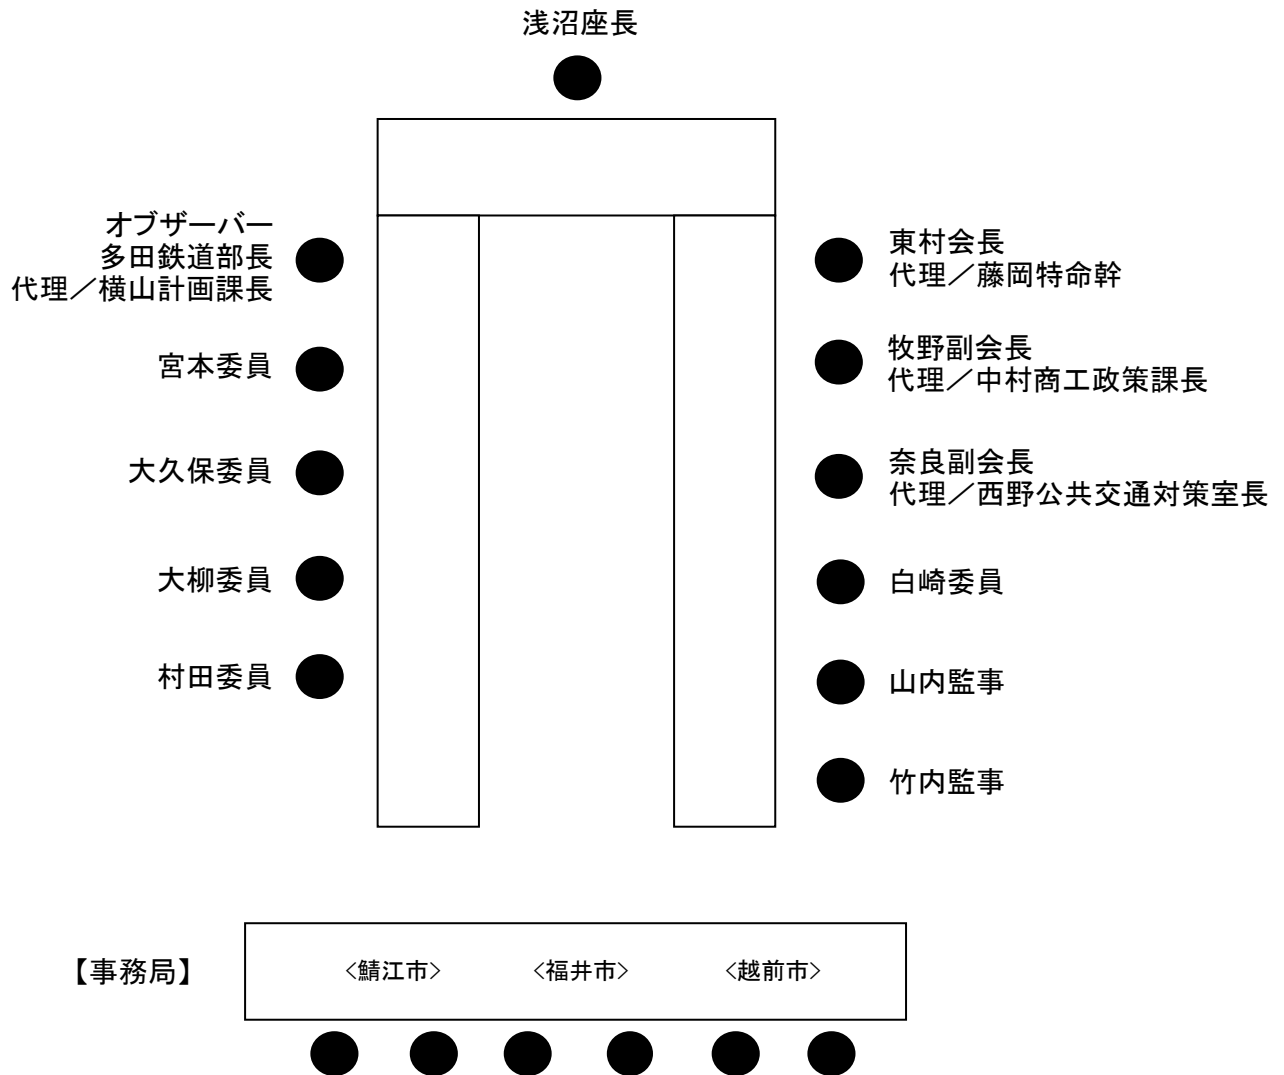 浅沼座長
オブザーバー
多田鉄道部長
代理／横山計画課長
宮本委員
大久保委員
大柳委員
村田委員
東村会長
代理／藤岡特命幹
牧野副会長
代理／中村商工政策課長
奈良副会長
代理／西野公共交通対策室長
白崎委員
山内監事
竹内監事
【事務局】
<鯖江市>
<福井市>
<越前市>